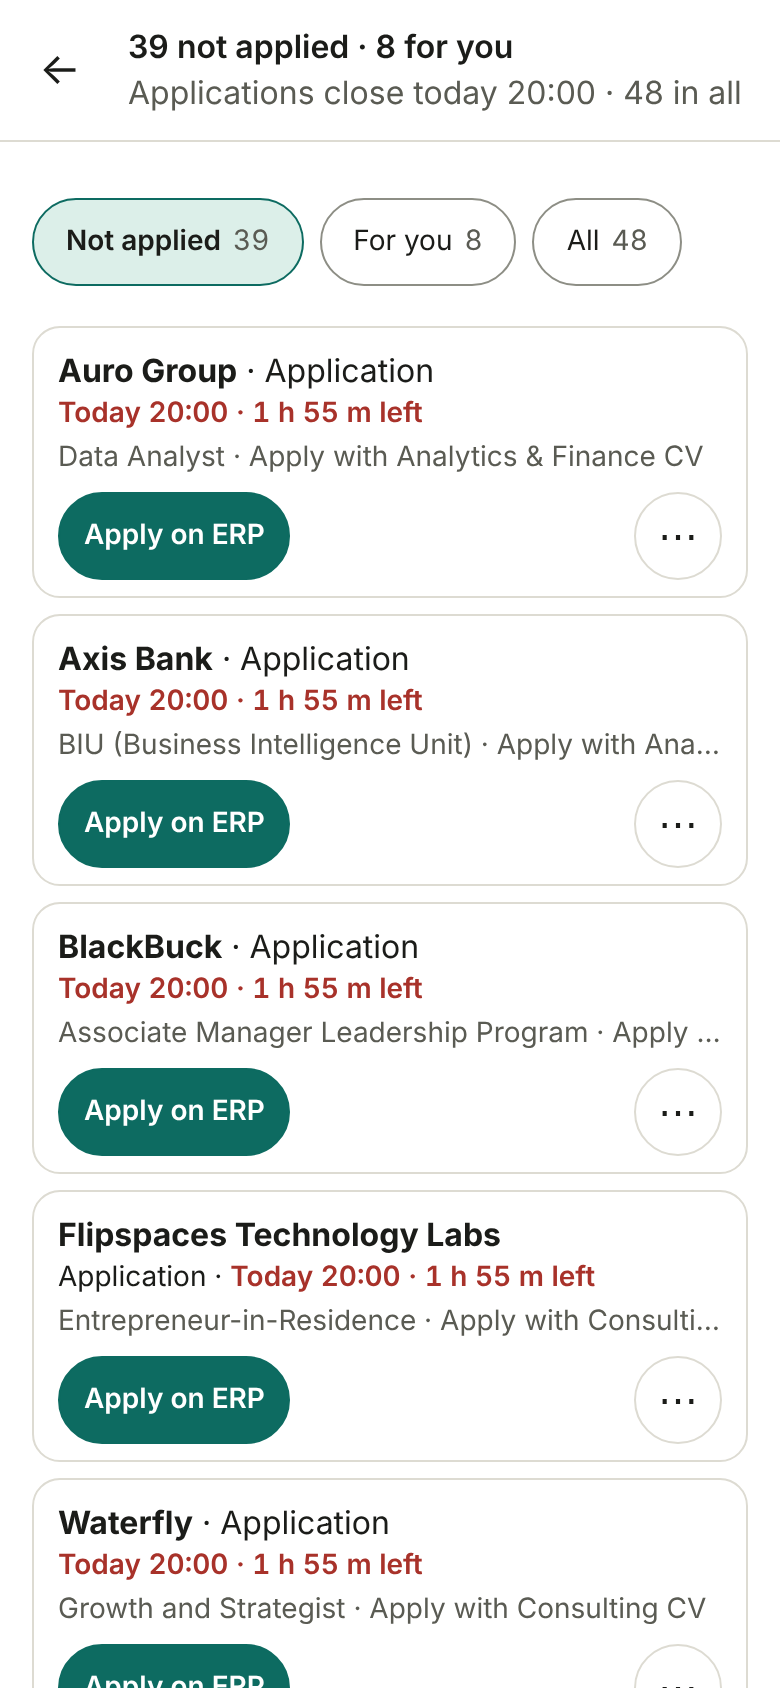 39 not applied · 8 for you
Applications close today 20:00 · 48 in all
Not applied 39
For you 8
All 48
Auro Group · Application
Today 20:00 · 1 h 55 m left
Data Analyst · Apply with Analytics & Finance CV
Apply on ERP
...
Axis Bank · Application
Today 20:00 · 1 h 55 m left
BIU (Business Intelligence Unit) · Apply with Ana...
Apply on ERP
...
BlackBuck · Application
Today 20:00 · 1 h 55 m left
Associate Manager Leadership Program · Apply ...
Apply on ERP
...
Flipspaces Technology Labs
Application · Today 20:00 · 1 h 55 m left
Entrepreneur-in-Residence · Apply with Consulti...
Apply on ERP
...
Waterfly · Application
Today 20:00 · 1 h 55 m left
Growth and Strategist · Apply with Consulting CV
Apply on ERP
...